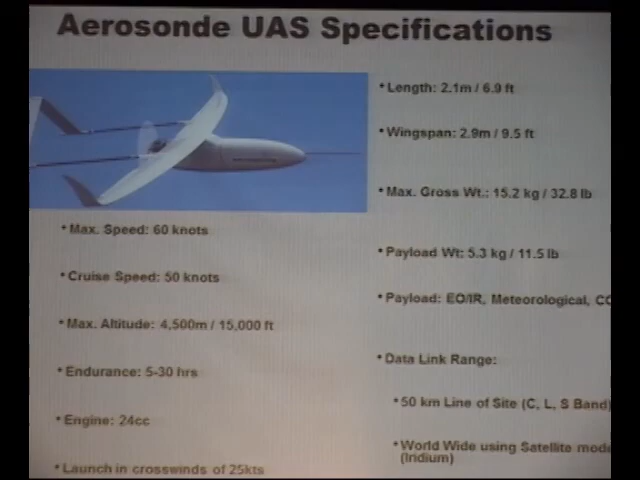 Aerosonde UAS Specifications
• Length: 2.1m / 6.9 ft
• Wingspan: 2.9m / 9.5 ft
• Max. Gross Wt.: 15.2 kg / 32.8 lb
• Payload Wt: 5.3 kg / 11.5 lb
• Payload: EO/IR, Meteorological,
• Data Link Range:
• 50 km Line of Site (C, L, S Band)
• World Wide using Satellite
(Iridium)
• Max. Speed: 60 knots
• Cruise Speed: 50 knots
• Max. Altitude: 4,500m / 15,000 ft
• Endurance: 5-30 hrs
• Engine: 24cc
• Launch in crosswinds of 25kts